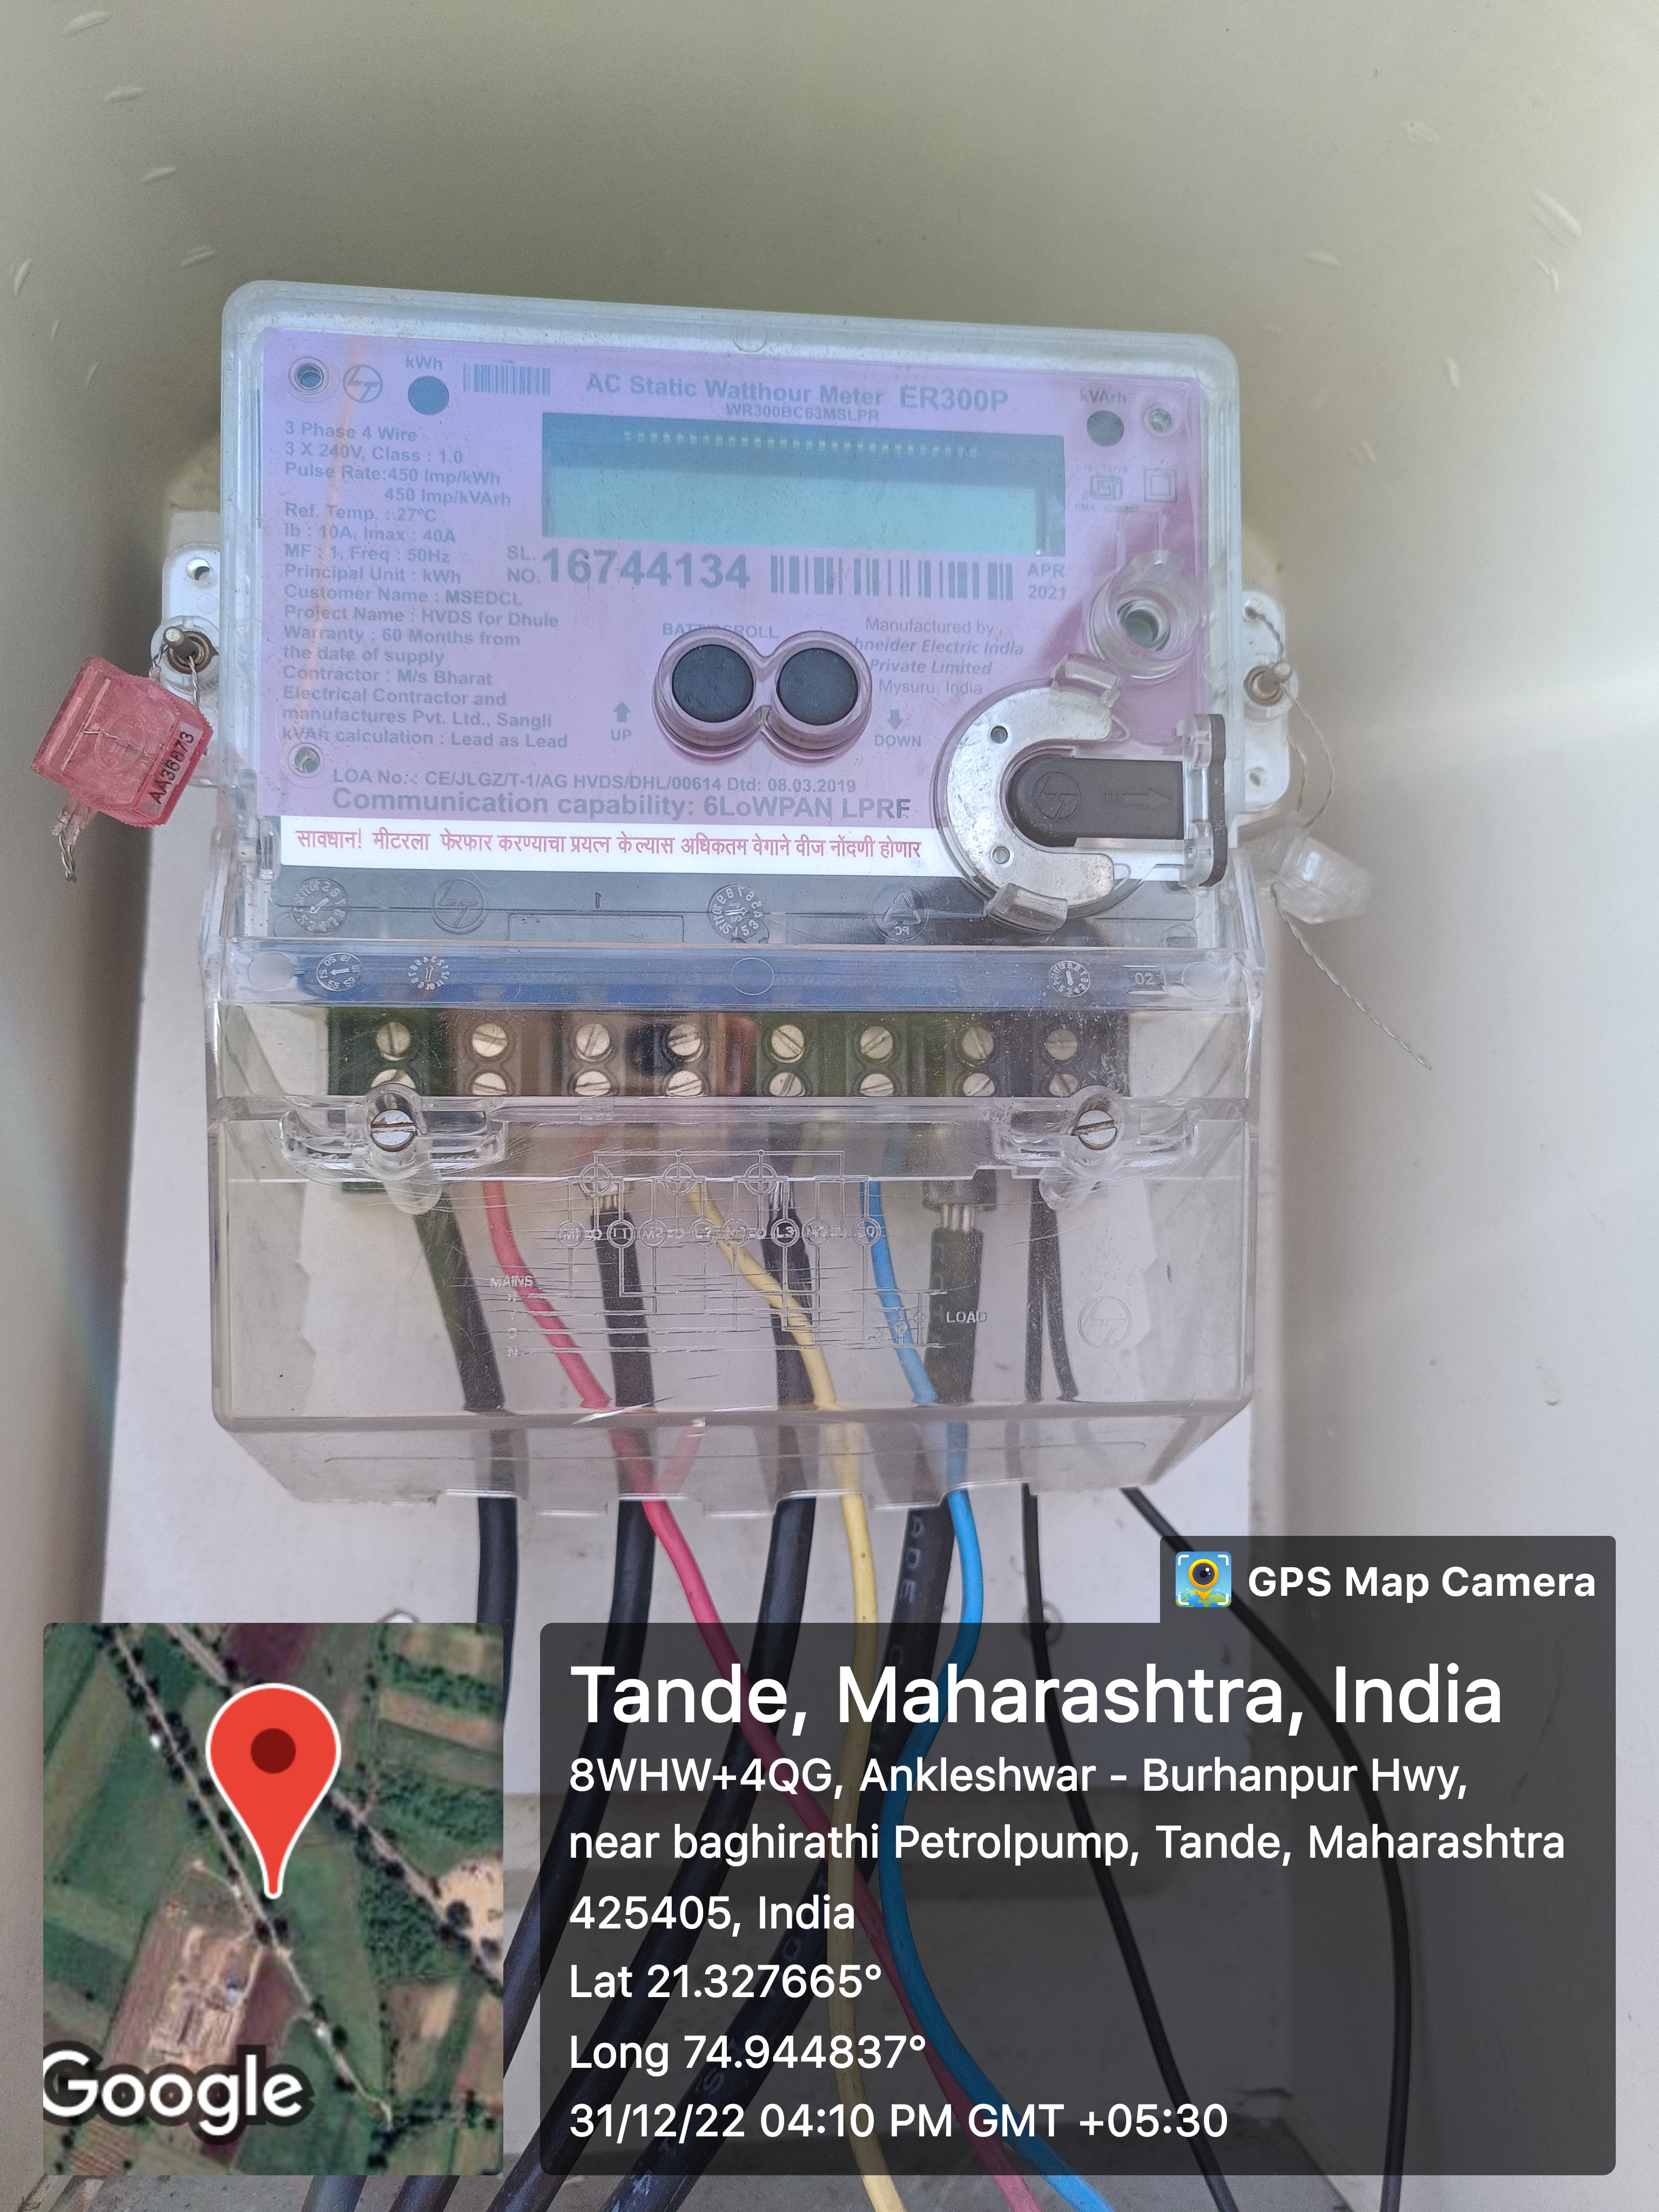 kWh
AC Static Watthour Meter ER300P
WR300BC63MSLPR
kVArh
3 Phase 4 Wire
3 X 240V, Class : 1.0
Pulse Rate:450 Imp/kWh
450 Imp/kVArh
Ref. Temp. : 27°C
Ib : 10A, Imax : 40A
MF : 1, Freq : 50Hz
Principal Unit : kWh
Customer Name : MSEDCL
Project Name : HVDS for Dhule
Warranty : 60 Months from
the date of supply
Contractor : M/s Bharat
Electrical Contractor and
manufactures Pvt. Ltd., Sangli
kVAh calculation : Lead as Lead
SL. NO. 16744134
APR
2021
Manufactured by,
Electric India
Private Limited
Mysuru, India
UP
DOWN
LOA No. : CE/JLGZ/T-1/AG HVDS/DHL/00614 Dtd: 08.03.2019
Communication capability: 6LoWPAN LPRF
सावधान! मीटरला फेरफार करण्याचा प्रयत्न केल्यास अधिकतम वेगाने वीज नोंदणी होणार
02
MAINS
LOAD
GPS Map Camera
Tande, Maharashtra, India
8WHW+4QG, Ankleshwar - Burhanpur Hwy,
near baghirathi Petrolpump, Tande, Maharashtra
425405, India
Lat 21.327665°
Long 74.944837°
31/12/22 04:10 PM GMT +05:30
Google